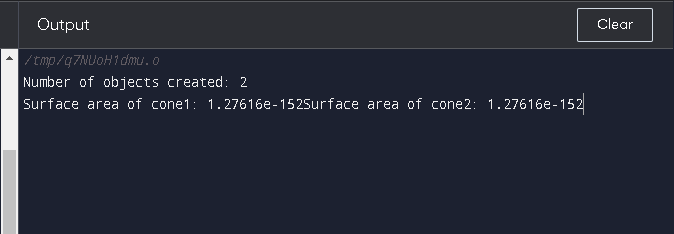 Output
Clear
/tmp/q7NUoH1dmu.o
Number of objects created: 2
Surface area of cone1: 1.27616e-152Surface area of cone2: 1.27616e-152